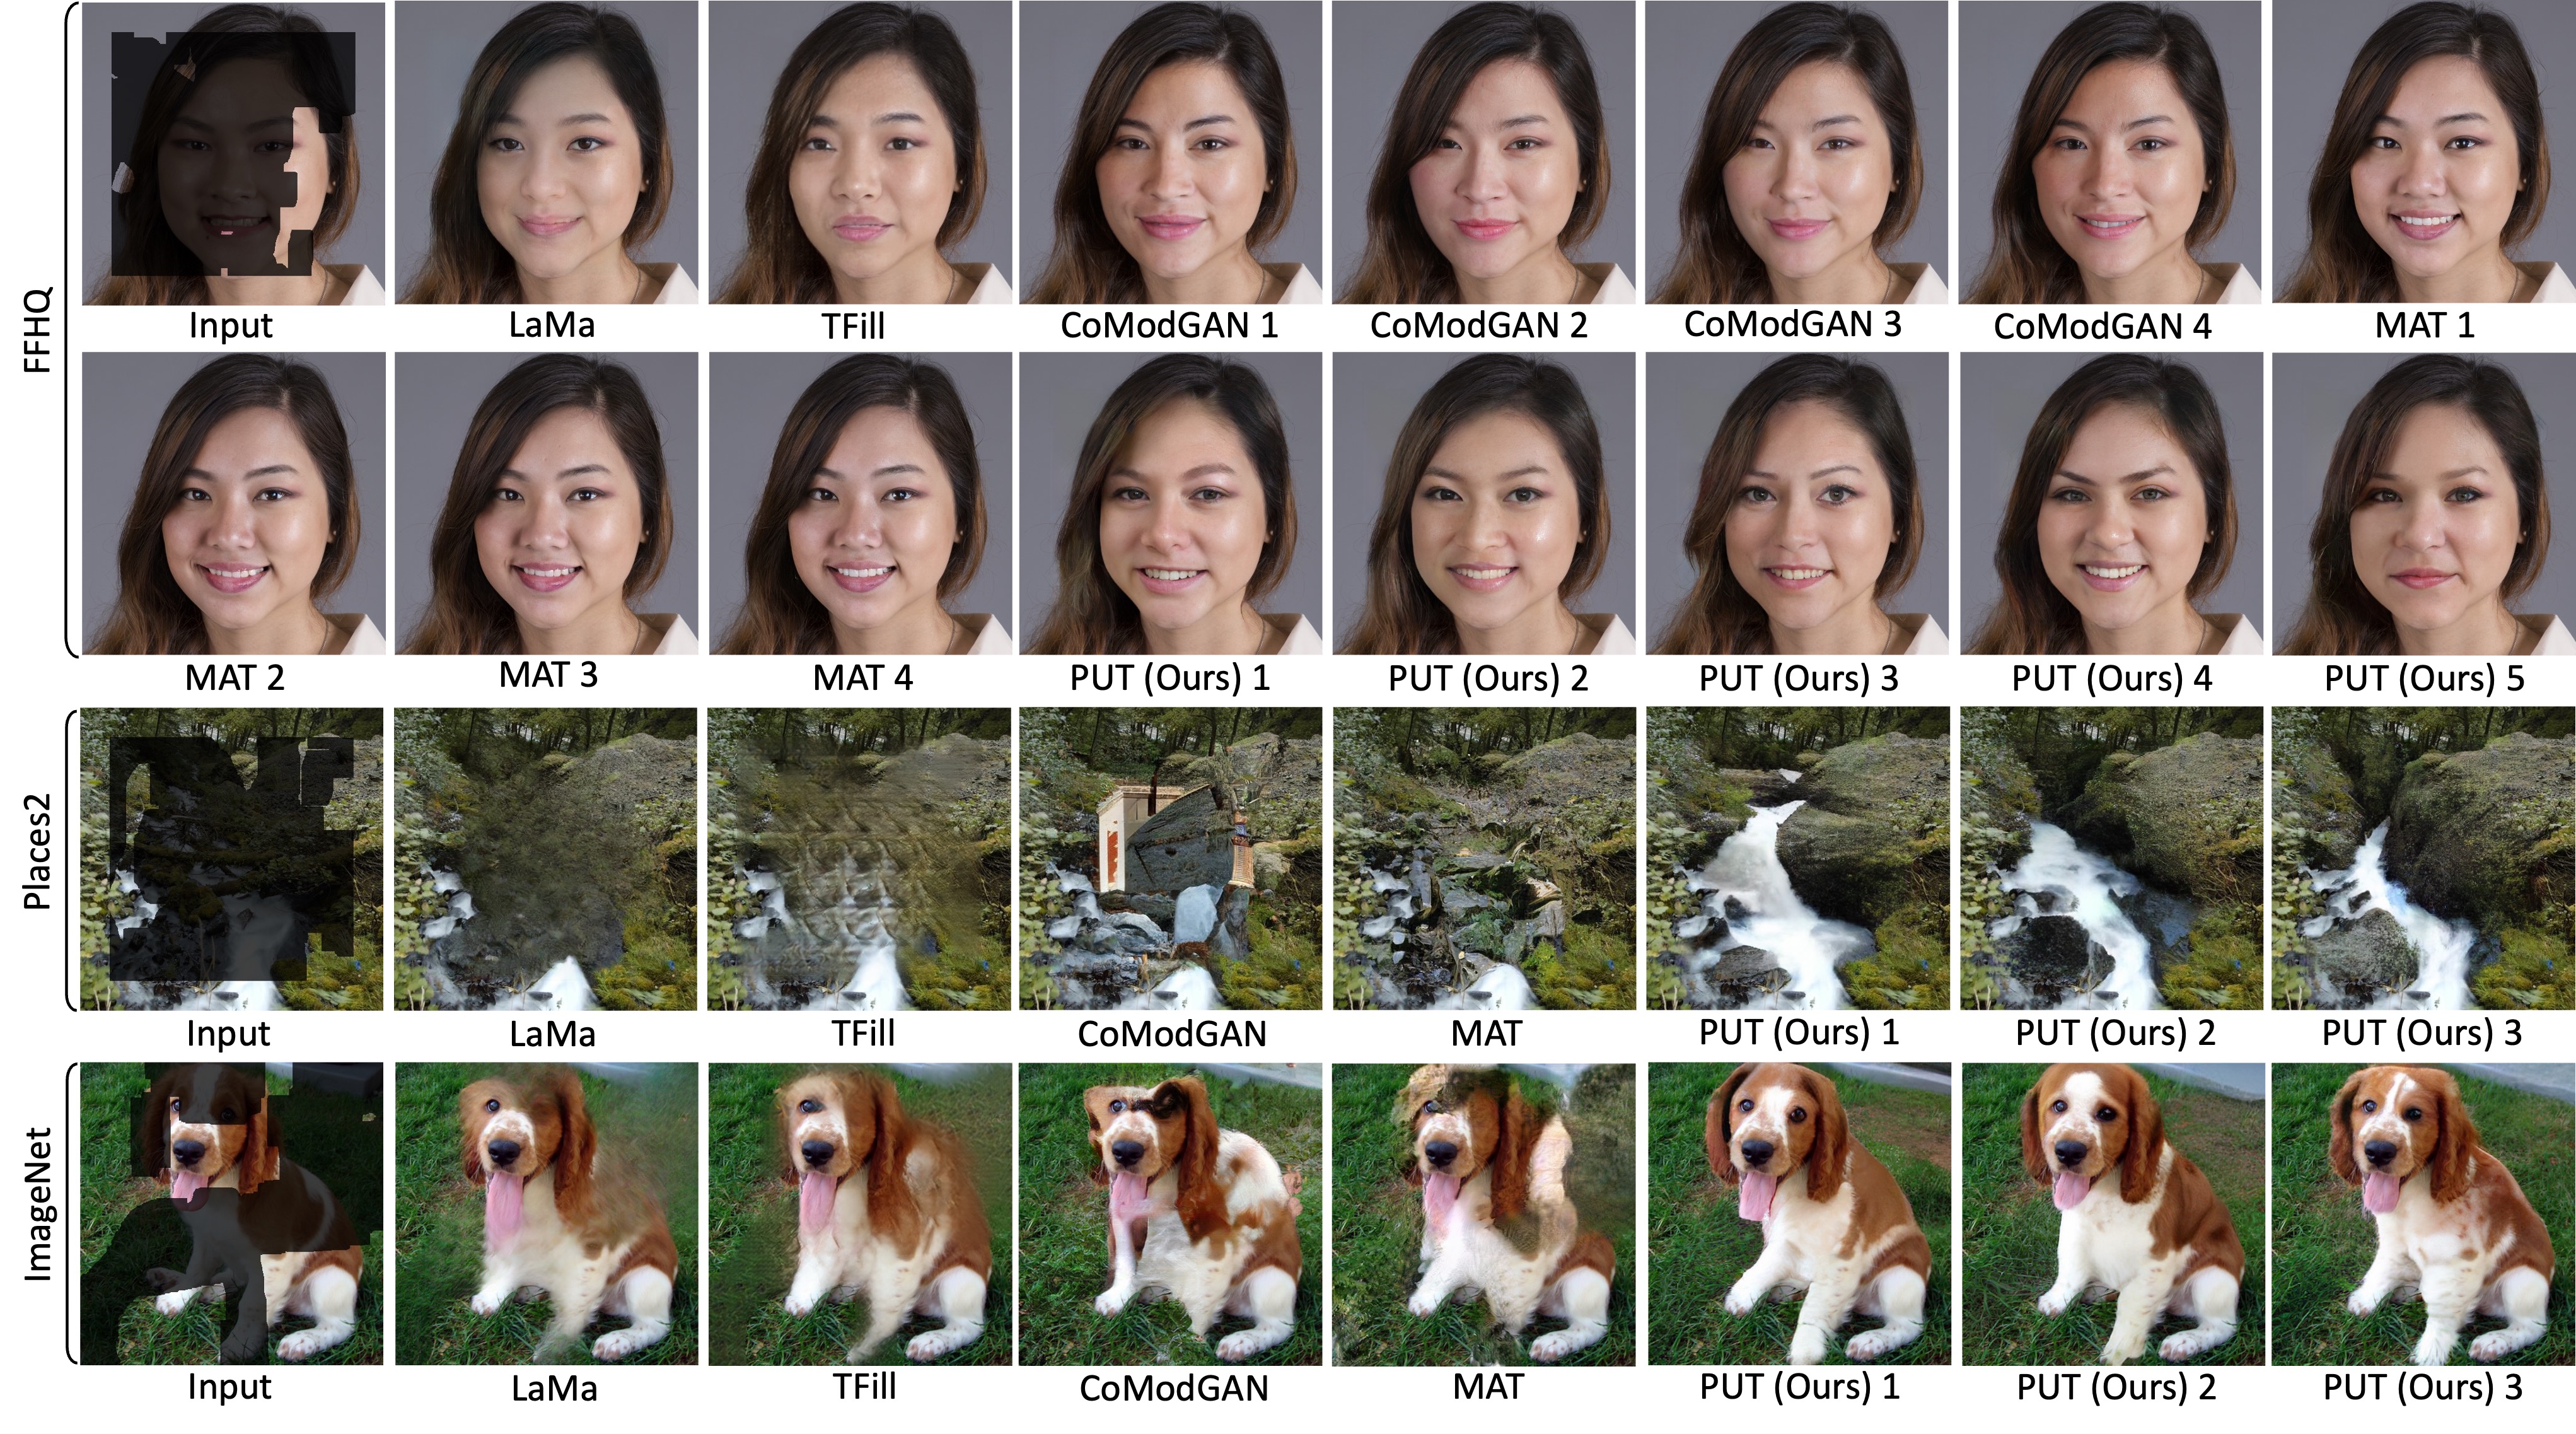 FFHQ
Input
LaMa
TFill
CoModGAN 1
CoModGAN 2
CoModGAN 3
CoModGAN 4
MAT 1
MAT 2
MAT 3
MAT 4
PUT (Ours) 1
PUT (Ours) 2
PUT (Ours) 3
PUT (Ours) 4
PUT (Ours) 5
Places2
Input
LaMa
TFill
CoModGAN
MAT
PUT (Ours) 1
PUT (Ours) 2
PUT (Ours) 3
ImageNet
Input
LaMa
TFill
CoModGAN
MAT
PUT (Ours) 1
PUT (Ours) 2
PUT (Ours) 3